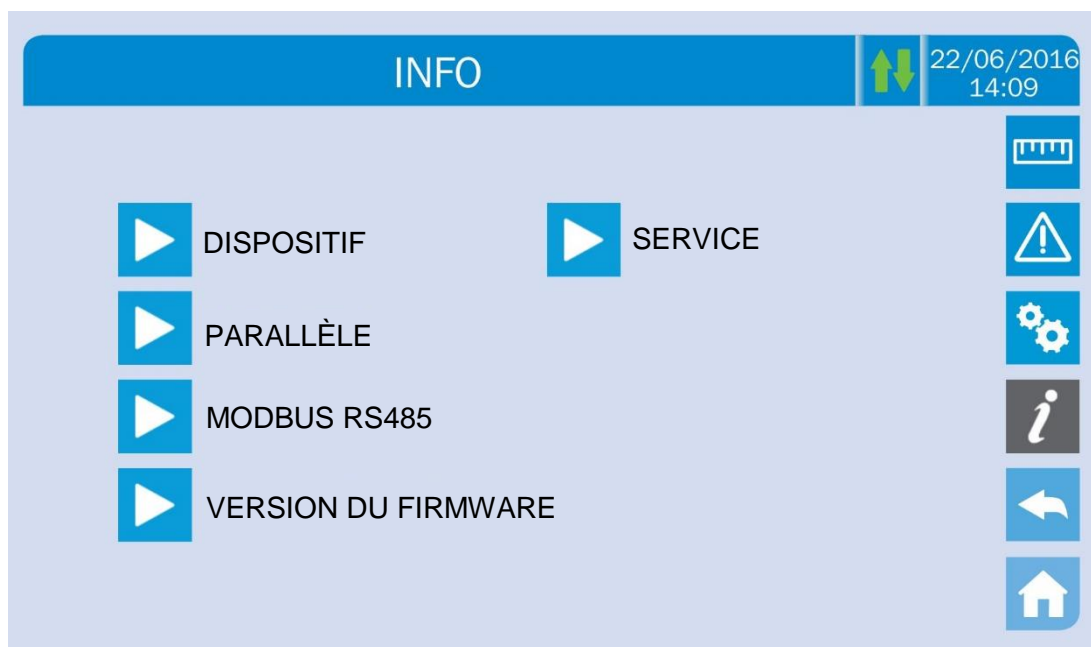 INFO
22/06/2016
14:09
DISPOSITIF
SERVICE
PARALLÈLE
MODBUS RS485
VERSION DU FIRMWARE